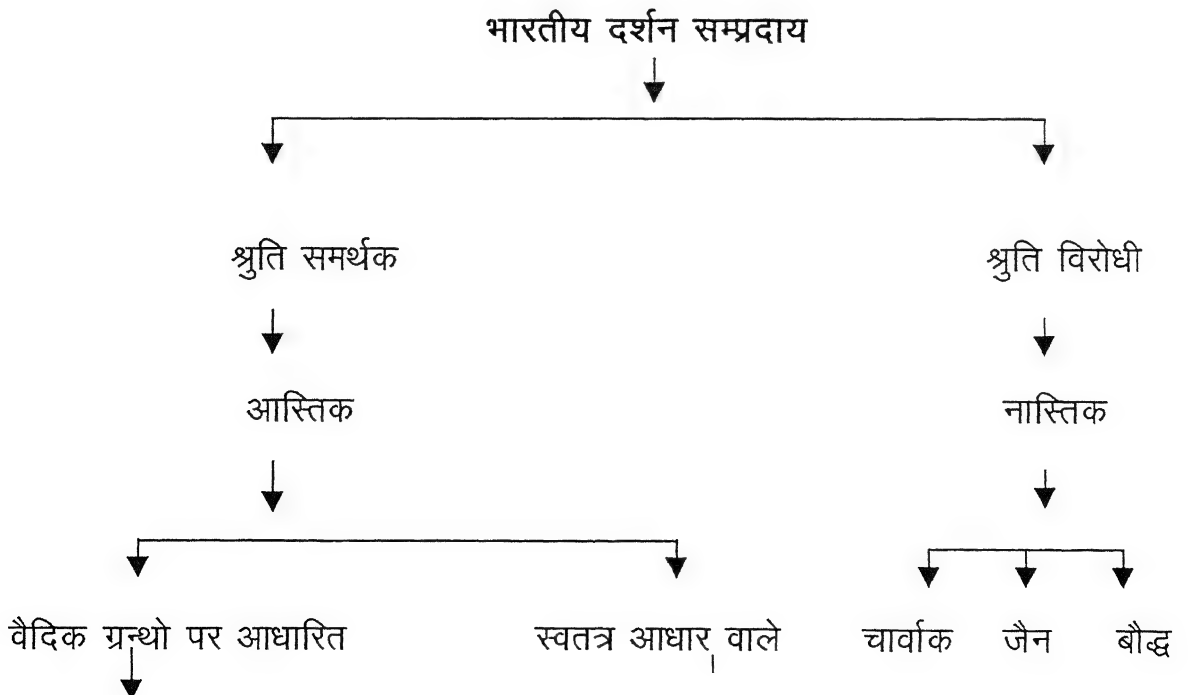 भारतीय दर्शन सम्प्रदाय
श्रुति समर्थक श्रुति विरोधी
आस्तिक नास्तिक
वैदिक ग्रन्थो पर आधारित स्वतत्र आधार वाले चार्वाक जैन बौद्ध